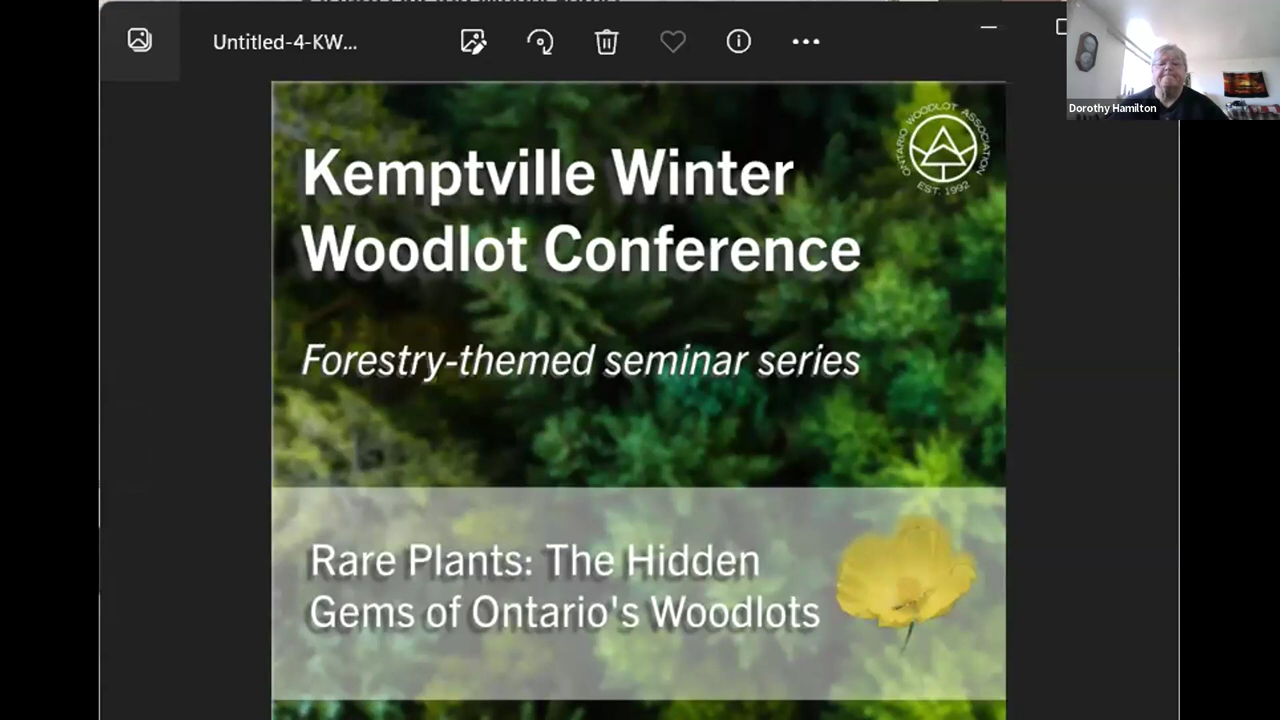 Untitled-4-KW...
Dorothy Hamilton
ONTARIO WOODLOT ASSOCIATION
EST. 1992
Kemptville Winter
Woodlot Conference
Forestry-themed seminar series
Rare Plants: The Hidden
Gems of Ontario's Woodlots